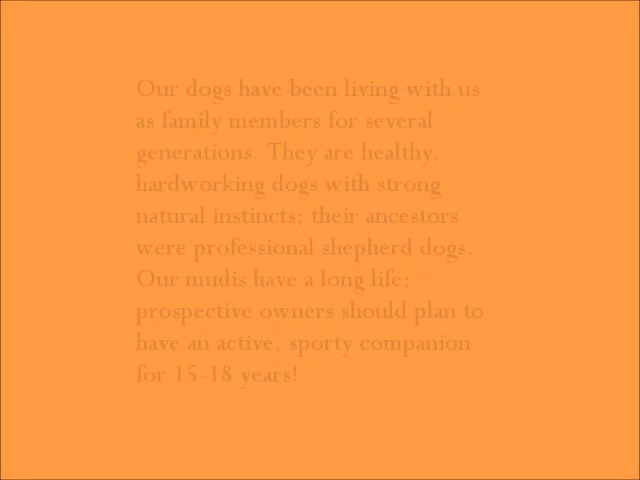 Our dogs have been living with us
as family members for several
generations. They are healthy,
hardworking dogs with strong
natural instincts; their ancestors
were professional shepherd dogs.
Our mudis have a long life;
prospective owners should plan to
have an active, sporty companion
for 15-18 years!